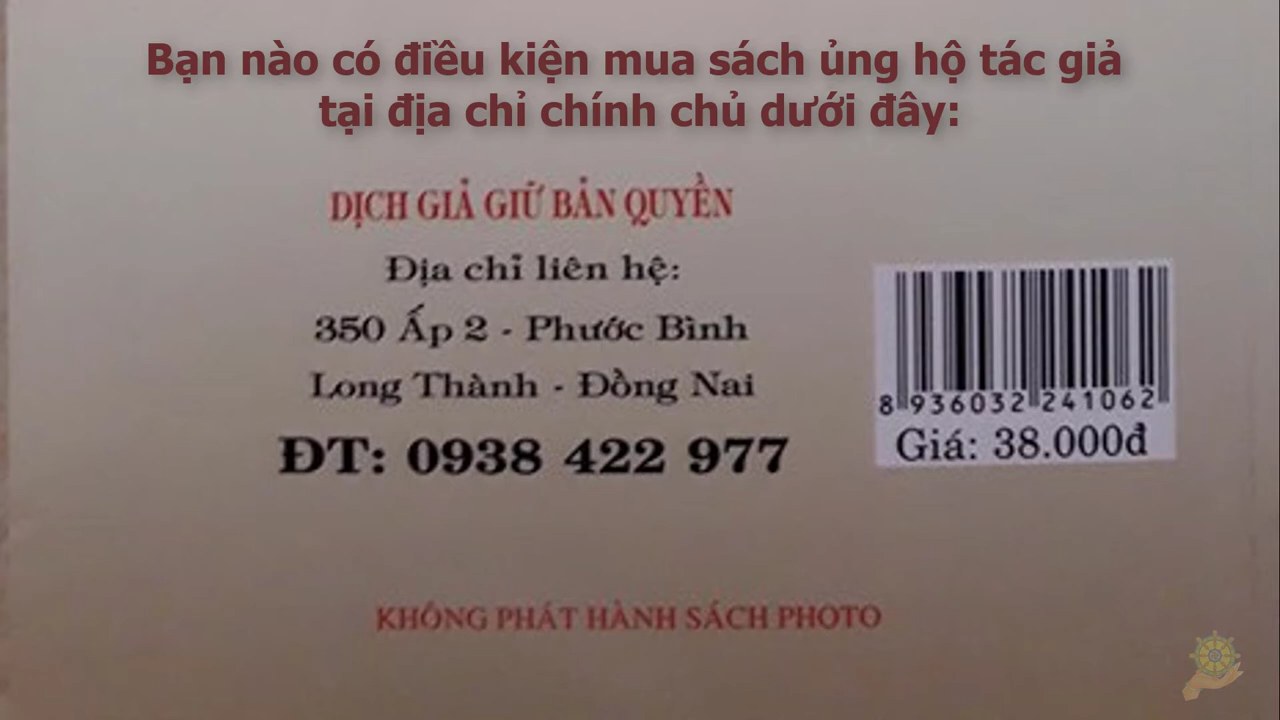 Bạn nào có điều kiện mua sách ủng hộ tác giả
tại địa chỉ chính chủ dưới đây:
DỊCH GIẢ GIỮ BẢN QUYỀN
Địa chỉ liên hệ:
350 Ấp 2 - Phước Bình
Long Thành - Đồng Nai
ĐT: 0938 422 977
8 936032 241062
Giá: 38.000đ
KHÔNG PHÁT HÀNH SÁCH PHOTO